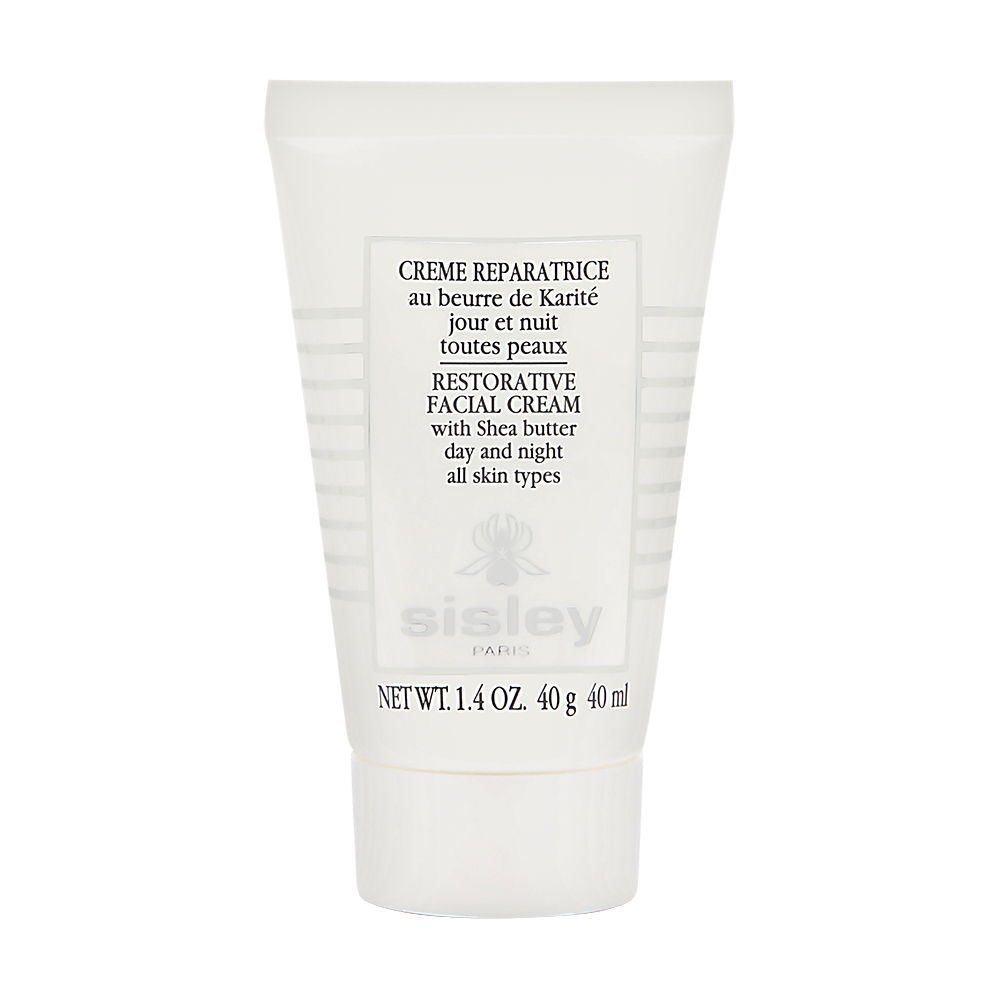 CREME REPARATRICE
au beurre de Karité
jour et nuit
toutes peaux
RESTORATIVE
FACIAL CREAM
with Shea butter
day and night
all skin types
sisley
PARIS
NET WT. 1.4 OZ. 40 g 40 ml